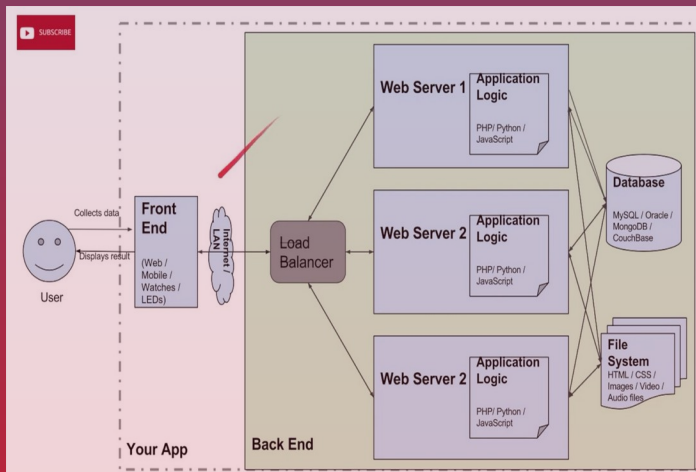 SUBSCRIBE
Collects data
Displays result
User
Front
End
(Web /
Mobile /
Watches /
LEDs)
Internet /
LAN
Load
Balancer
Web Server 1
Application
Logic
PHP/ Python /
JavaScript
Web Server 2
Application
Logic
PHP/ Python /
JavaScript
Web Server 2
Application
Logic
PHP/ Python /
JavaScript
Database
MySQL / Oracle /
MongoDB /
CouchBase
File
System
HTML / CSS /
Images / Video /
Audio files
Your App
Back End